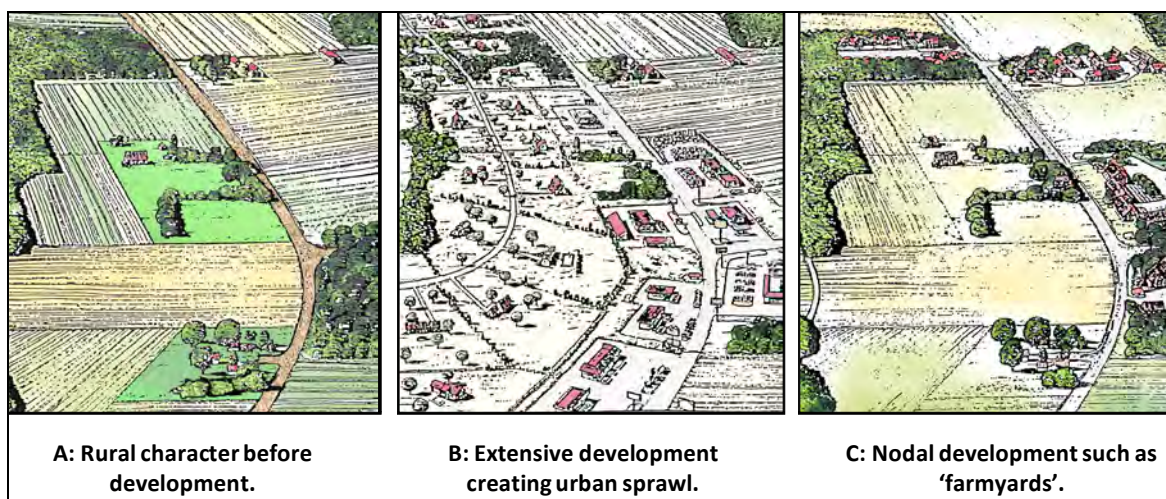 A: Rural character before
development.
B: Extensive development
creating urban sprawl.
C: Nodal development such as
‘farmyards’.